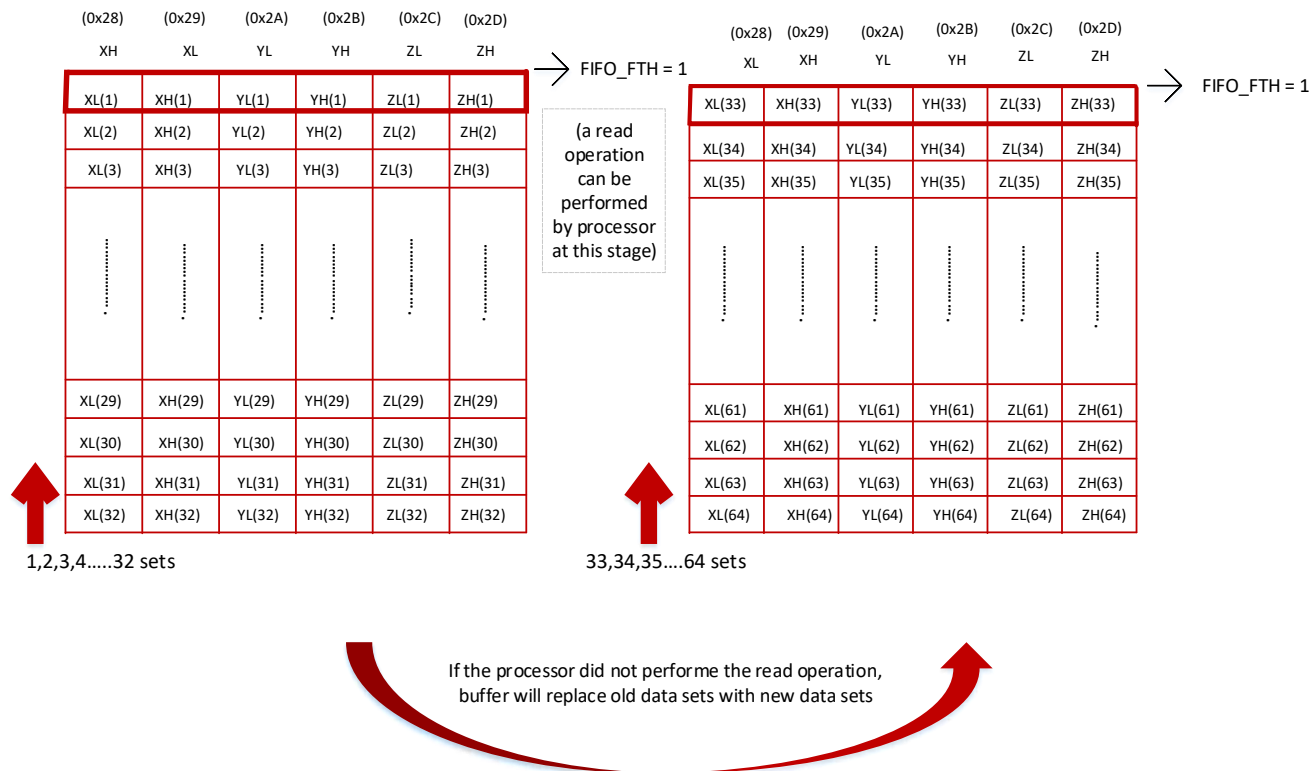 (0x28) (0x29) (0x2A) (0x2B) (0x2C) (0x2D)
XH XL YL YH ZL ZH
FIFO_FTH = 1
XL(1) XH(1) YL(1) YH(1) ZL(1) ZH(1)
XL(2) XH(2) YL(2) YH(2) ZL(2) ZH(2)
XL(3) XH(3) YL(3) YH(3) ZL(3) ZH(3)
XL(29) XH(29) YL(29) YH(29) ZL(29) ZH(29)
XL(30) XH(30) YL(30) YH(30) ZL(30) ZH(30)
XL(31) XH(31) YL(31) YH(31) ZL(31) ZH(31)
XL(32) XH(32) YL(32) YH(32) ZL(32) ZH(32)
1,2,3,4.....32 sets
(a read
operation
can be
performed
by processor
at this stage)
(0x28) (0x29) (0x2A) (0x2B) (0x2C) (0x2D)
XL XH YL YH ZL ZH
FIFO_FTH = 1
XL(33) XH(33) YL(33) YH(33) ZL(33) ZH(33)
XL(34) XH(34) YL(34) YH(34) ZL(34) ZH(34)
XL(35) XH(35) YL(35) YH(35) ZL(35) ZH(35)
XL(61) XH(61) YL(61) YH(61) ZL(61) ZH(61)
XL(62) XH(62) YL(62) YH(62) ZL(62) ZH(62)
XL(63) XH(63) YL(63) YH(63) ZL(63) ZH(63)
XL(64) XH(64) YL(64) YH(64) ZL(64) ZH(64)
33,34,35....64 sets
If the processor did not performe the read operation,
buffer will replace old data sets with new data sets